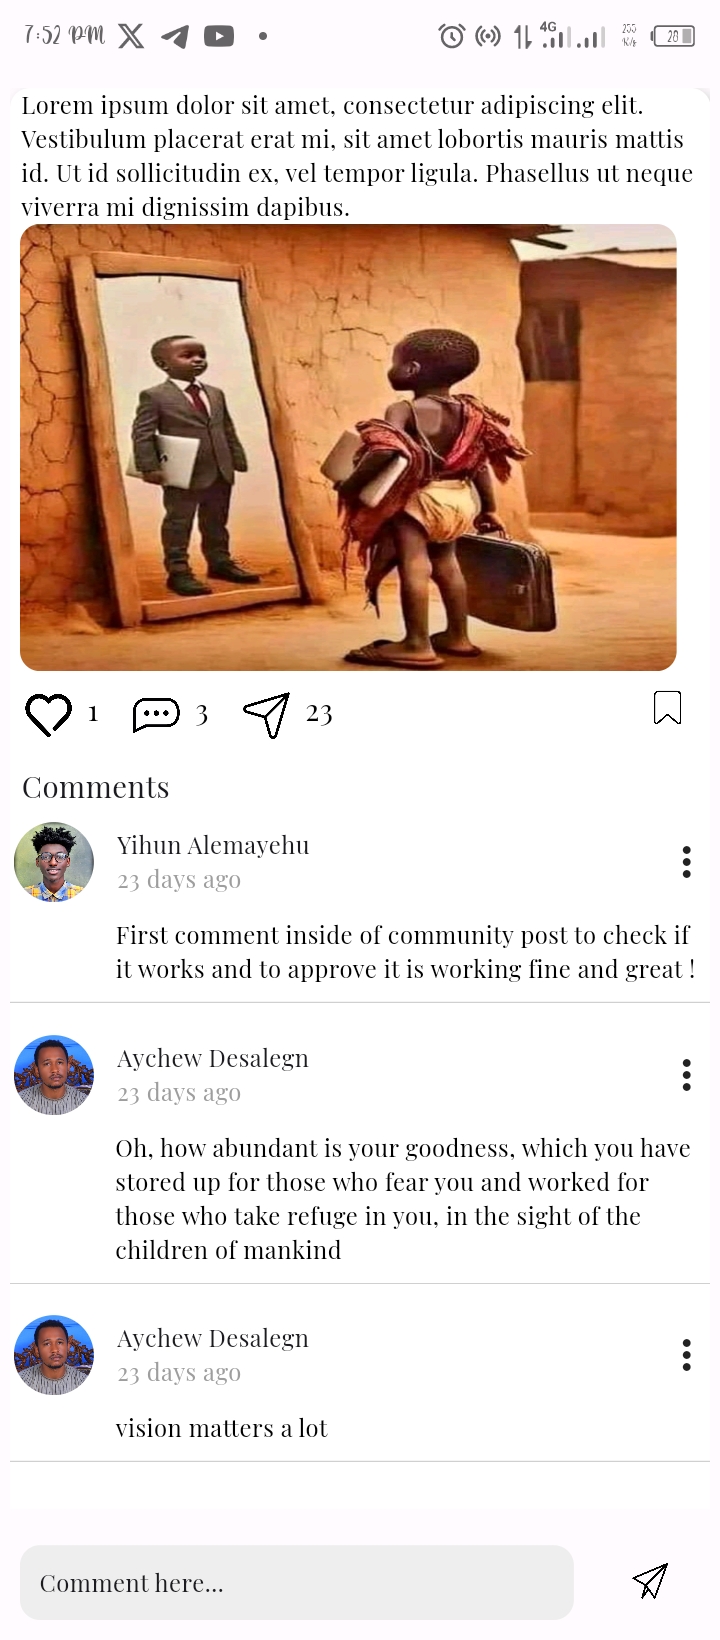 7:52 PM
4G
255
K/s
28
Lorem ipsum dolor sit amet, consectetur adipiscing elit.
Vestibulum placerat erat mi, sit amet lobortis mauris mattis
id. Ut id sollicitudin ex, vel tempor ligula. Phasellus ut neque
viverra mi dignissim dapibus.
1 3 23
Comments
Yihun Alemayehu
23 days ago
First comment inside of community post to check if
it works and to approve it is working fine and great !
Aychew Desalegn
23 days ago
Oh, how abundant is your goodness, which you have
stored up for those who fear you and worked for
those who take refuge in you, in the sight of the
children of mankind
Aychew Desalegn
23 days ago
vision matters a lot
Comment here...